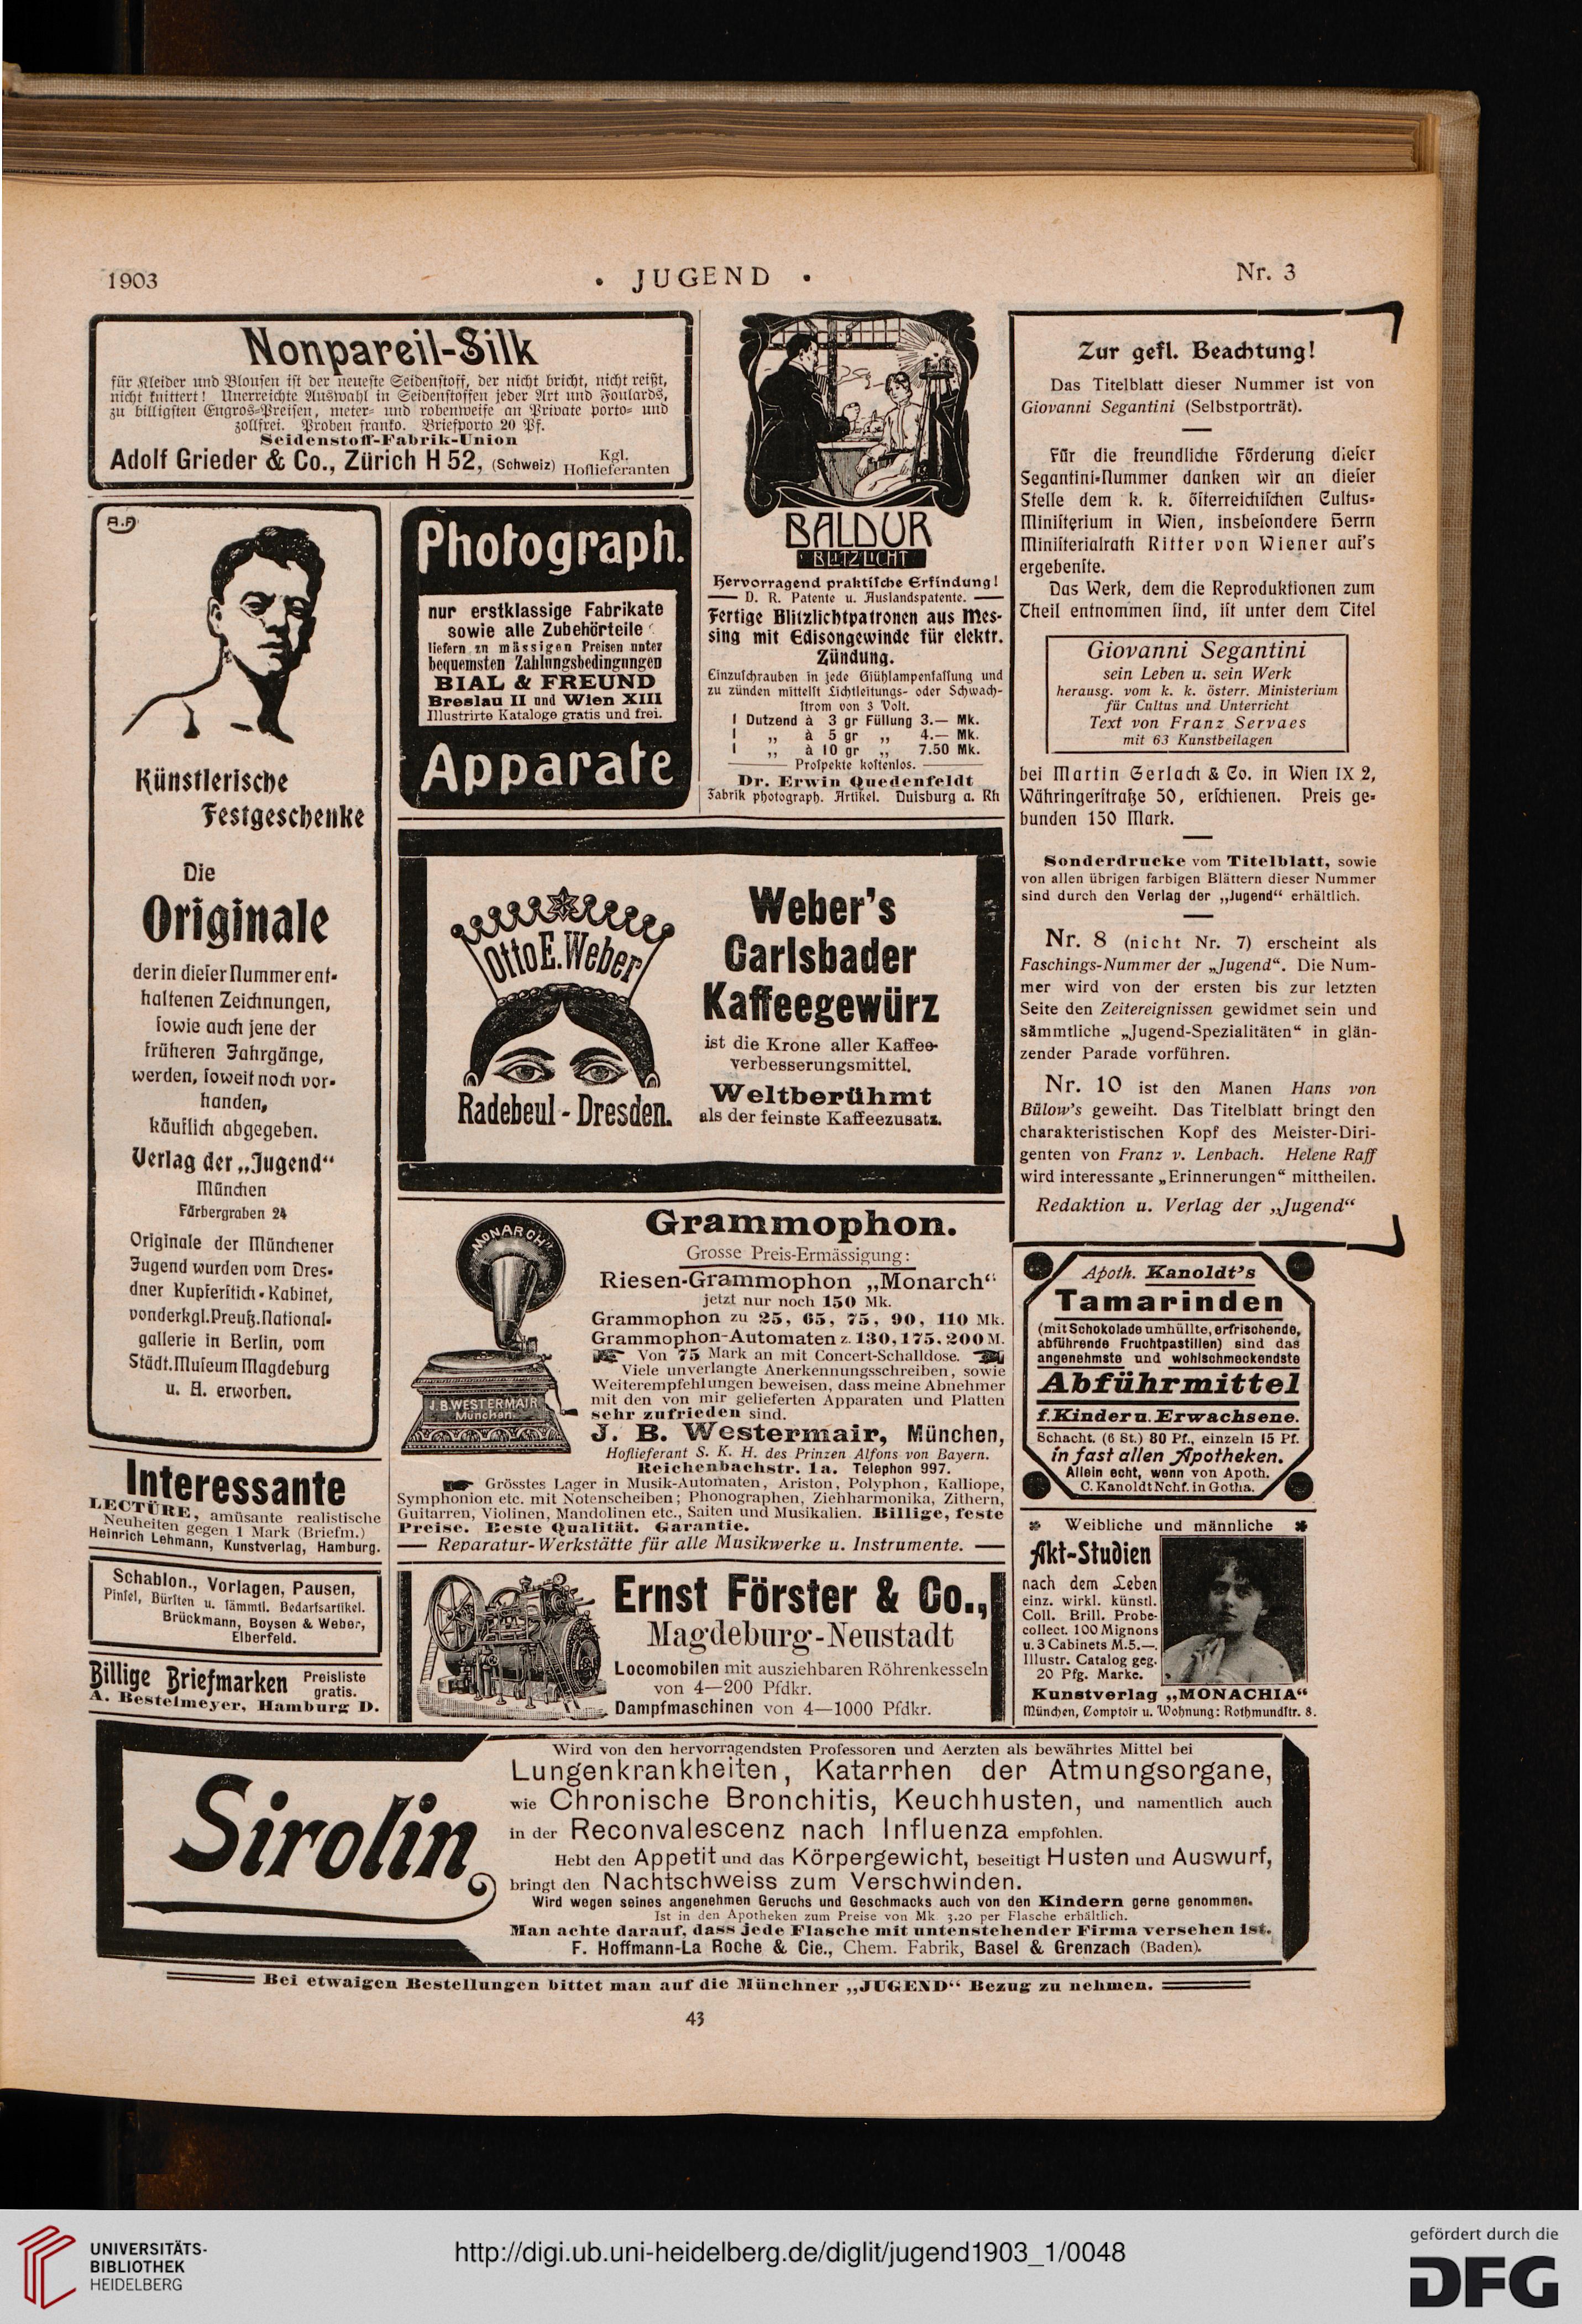 1903
• JUGEND •
Nr. 3
Nonpareil-Silk
für Kleider und Blousen ist der neueste Seidenstoff, der nicht bricht, nicht reißt,
nicht knittert! Unerreichte Auswahl in Seidenstoffen jeder Art und Foulards,
zu billigsten Engros-Preisen, meter- und robenweise an Private porto- und
zollfrei. Proben franko. Briefporto 20 Pf.
Seidenstoff-Fabrik-Union
Adolf Grieder & Co., Zürich H 52, (Schweiz) Kgl. Hoflieferanten
Künstlerische
Festgeschenke
Die
Originale
der in dieser Nummer ent-
haltenen Zeichnungen,
sowie auch jene der
früheren Jahrgänge,
werden, soweit noch vor-
handen,
käuflich abgegeben.
Verlag der „Jugend“
München
Färbergraben 24
Originale der Münchener
Jugend wurden vom Dres-
dner Kupferstich-Kabinet,
von der kgl. Preuß. National-
gallerie in Berlin, vom
Städt. Museum Magdeburg
u. A. erworben.
Interessante
LECTÜRE, amüsante realistische
Neuheiten gegen 1 Mark (Briefm.)
Heinrich Lehmann, Kunstverlag, Hamburg.
Schablon., Vorlagen, Pausen,
Pinsel, Bürsten u. sämmtl. Bedarfsartikel.
Brückmann, Boysen & Weber,
Elberfeld.
Billige Briefmarken Preisliste gratis.
A. Bestelmeyer, Hamburg D.
Photograph.
nur erstklassige Fabrikate
sowie alle Zubehörteile
liefern zu mässigen Preisen unter
bequemsten Zahlungsbedingungen
BIAL & FREUND
Breslau II und Wien XIII
Illustrirte Kataloge gratis und frei.
Apparate
BALDUR
BLITZLICHT
Hervorragend praktische Erfindung!
D. R. Patente u. Auslandspatente.
Fertige Blitzlichtpatronen aus Mes-
sing mit Edisongewinde für elektr.
Zündung.
Einzuschrauben in jede Glühlampenfassung und
zu zünden mittelst Lichtleitungs- oder Schwach-
strom von 3 Volt.
1 Dutzend à 3 gr Füllung 3.— Mk.
1 „ à 5 gr „ 4.— Mk.
1 „ à 10 gr „ 7.50 Mk.
Prospekte kostenlos.
Dr. Erwin Quedenfeldt
Fabrik photograph. Artikel. Duisburg a. Rh
Otto E. Weber
Radebeul - Dresden.
Weber's
Carlsbader
Kaffeegewürz
ist die Krone aller Kaffee-
verbesserungsmittel.
Weltberühmt
als der feinste Kaffeezusatz.
MONARCH"
J.B. WESTERMAIR
München.
Grammophon.
Grosse Preis-Ermässigung:
Riesen-Grammophon „Monarch“
jetzt nur noch 150 Mk.
Grammophon zu 25, 65, 75, 90, 110 Mk.
Grammophon-Automaten z. 130, 175, 200 M.
Von 75 Mark an mit Concert-Schalldose.
Viele unverlangte Anerkennungsschreiben, sowie
Weiterempfehlungen beweisen, dass meine Abnehmer
mit den von mir gelieferten Apparaten und Platten
sehr zufrieden sind.
J. B. Westermair, München,
Hoflieferant S. K. H. des Prinzen Alfons von Bayern.
Reichenbachstr. 1a. Telephon 997.
Grösstes Lager in Musik-Automaten, Ariston, Polyphon, Kalliope,
Symphonion etc. mit Notenscheiben; Phonographen, Ziehharmonika, Zithern,
Guitarren, Violinen, Mandolinen etc., Saiten und Musikalien. Billige, feste
Preise. Beste Qualität. Garantie.
Reparatur-Werkstätte für alle Musikwerke u. Instrumente.
Ernst Förster & Co.,
Magdeburg-Neustadt
Locomobilen mit ausziehbaren Röhrenkesseln
von 4—200 Pfdkr.
Dampfmaschinen von 4—1000 Pfdkr.
Zur gefl. Beachtung!
Das Titelblatt dieser Nummer ist von
Giovanni Segantini (Selbstporträt).
Für die freundliche Förderung dieser
Segantini-Nummer danken wir an dieser
Stelle dem k. k. österreichischen Cultus-
Ministerium in Wien, insbesondere Herrn
Ministerialrath Ritter von Wiener auf's
ergebenste.
Das Werk, dem die Reproduktionen zum
Theil entnommen sind, ist unter dem Titel
Giovanni Segantini
sein Leben u. sein Werk
herausg. vom k. k. österr. Ministerium
für Cultus und Unterricht
Text von Franz Servaes
mit 63 Kunstbeilagen
bei Martin Gerlach & Co. in Wien IX 2,
Währingerstraße 50, erschienen. Preis ge-
bunden 150 Mark.
Sonderdrucke vom Titelblatt, sowie
von allen übrigen farbigen Blättern dieser Nummer
sind durch den Verlag der „Jugend“ erhältlich.
Nr. 8 (nicht Nr. 7) erscheint als
Faschings-Nummer der „Jugend“. Die Num-
mer wird von der ersten bis zur letzten
Seite den Zeitereignissen gewidmet sein und
sämmtliche „Jugend-Spezialitäten“ in glän-
zender Parade vorführen.
Nr. 10 ist den Manen Hans von
Bülow's geweiht. Das Titelblatt bringt den
charakteristischen Kopf des Meister-Diri-
genten von Franz v. Lenbach. Helene Raff
wird interessante „Erinnerungen“ mittheilen.
Redaktion u. Verlag der „Jugend“
Apoth. Kanoldt's
Tamarinden
(mit Schokolade umhüllte, erfrischende,
abführende Fruchtpastillen) sind das
angenehmste und wohlschmeckendste
Abführmittel
f. Kinder u. Erwachsene.
Schacht. (6 St.) 80 Pf., einzeln 15 Pf.
in fast allen Apotheken.
Allein echt, wenn von Apoth.
C. Kanoldt Nchf. in Gotha.
Weibliche und männliche
Akt-Studien
nach dem Leben
einz. wirkl. künstl.
Coll. Brill. Probe-
collect. 100 Mignons
u. 3 Cabinets M. 5.—.
Illustr. Catalog geg.
20 Pfg. Marke.
Kunstverlag „MONACHIA“
München, Comptoir u. Wohnung: Rothmundstr. 8.
Sirolin
Wird von den hervorragendsten Professoren und Aerzten als bewährtes Mittel bei
Lungenkrankheiten, Katarrhen der Atmungsorgane,
wie Chronische Bronchitis, Keuchhusten, und namentlich auch
in der Reconvalescenz nach Influenza empfohlen.
Hebt den Appetit und das Körpergewicht, beseitigt Husten und Auswurf,
bringt den Nachtschweiss zum Verschwinden.
Wird wegen seines angenehmen Geruchs und Geschmacks auch von den Kindern gerne genommen.
Ist in den Apotheken zum Preise von Mk 3.20 per Flasche erhältlich.
Man achte darauf, dass jede Flasche mit untenstehender Firma versehen ist.
F. Hoffmann-La Roche & Cie., Chem. Fabrik, Basel & Grenzach (Baden).
Bei etwaigen Bestellungen bittet man auf die Münchner „JUGEND“ Bezug zu nehmen.
43
UNIVERSITÄTS-
BIBLIOTHEK
HEIDELBERG
http://digi.ub.uni-heidelberg.de/diglit/jugend1903_1/0048
gefördert durch die
DFG